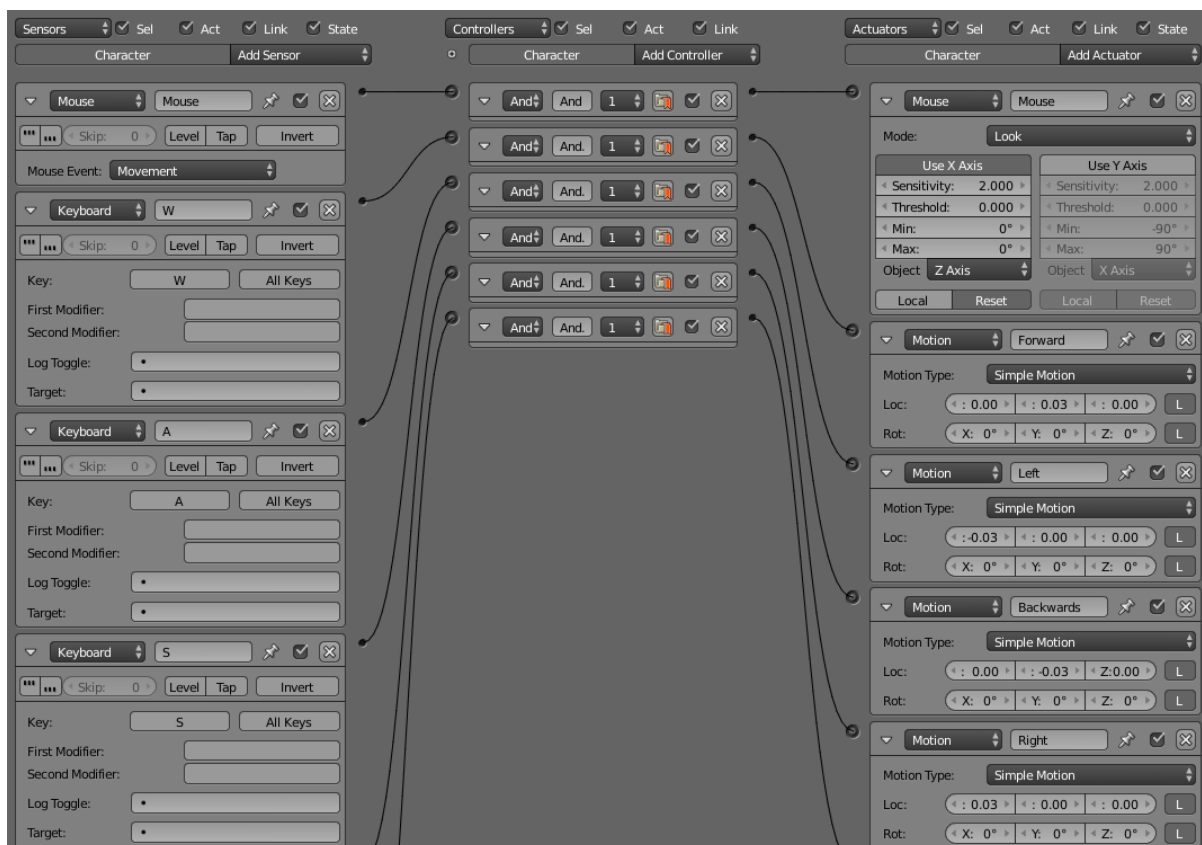 Sensors Sel Act Link State
Character Add Sensor
Mouse Mouse
Skip: 0 Level Tap Invert
Mouse Event: Movement
Keyboard W
Skip: 0 Level Tap Invert
Key: W All Keys
First Modifier:
Second Modifier:
Log Toggle:
Target:
Keyboard A
Skip: 0 Level Tap Invert
Key: A All Keys
First Modifier:
Second Modifier:
Log Toggle:
Target:
Keyboard S
Skip: 0 Level Tap Invert
Key: S All Keys
First Modifier:
Second Modifier:
Log Toggle:
Target:
Controllers Sel Act Link
Character Add Controller
And And 1
And And. 1
And And. 1
And And. 1
And And. 1
And And. 1
Actuators Sel Act Link State
Character Add Actuator
Mouse Mouse
Mode: Look
Use X Axis Use Y Axis
Sensitivity: 2.000 Sensitivity: 2.000
Threshold: 0.000 Threshold: 0.000
Min: 0° Min: -90°
Max: 0° Max: 90°
Object Z Axis Object X Axis
Local Reset Local Reset
Motion Forward
Motion Type: Simple Motion
Loc: : 0.00 : 0.03 : 0.00 L
Rot: X: 0° Y: 0° Z: 0° L
Motion Left
Motion Type: Simple Motion
Loc: :-0.03 : 0.00 : 0.00 L
Rot: X: 0° Y: 0° Z: 0° L
Motion Backwards
Motion Type: Simple Motion
Loc: : 0.00 : -0.03 Z:0.00 L
Rot: X: 0° Y: 0° Z: 0° L
Motion Right
Motion Type: Simple Motion
Loc: : 0.03 : 0.00 : 0.00 L
Rot: X: 0° Y: 0° Z: 0° L